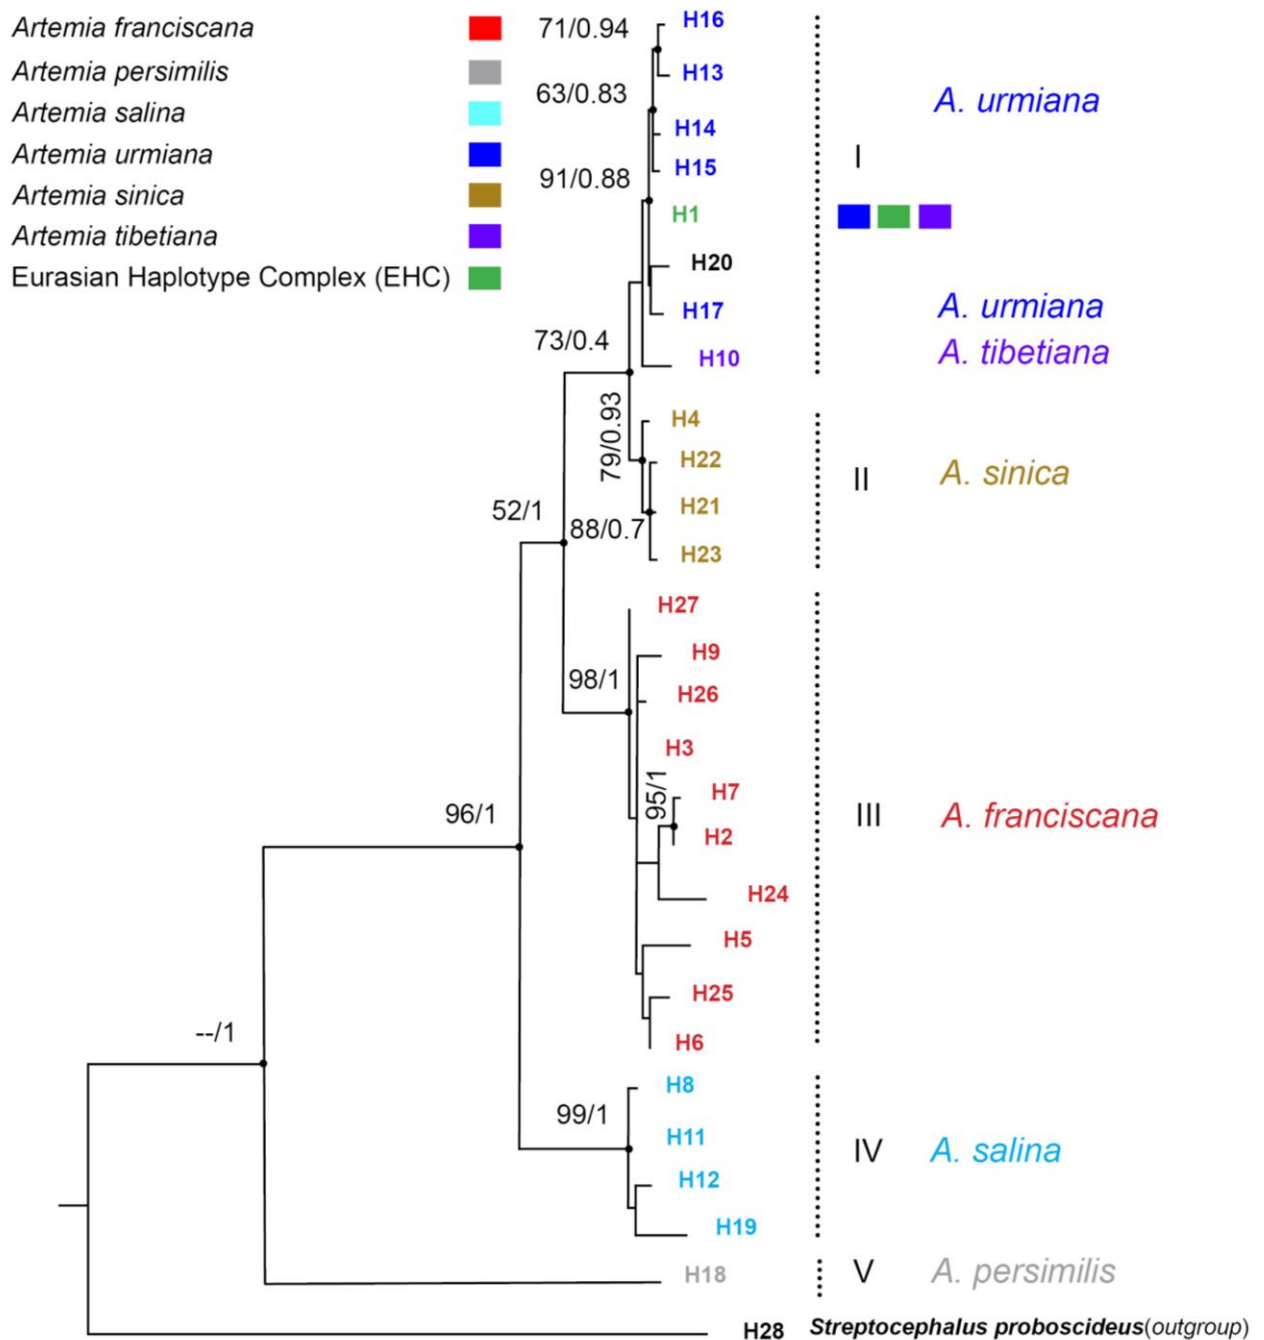 Artemia franciscana
Artemia persimilis
Artemia salina
Artemia urmiana
Artemia sinica
Artemia tibetiana
Eurasian Haplotype Complex (EHC)
71/0.94
63/0.83
91/0.88
73/0.4
79/0.93
52/1
88/0.7
98/1
95/1
96/1
--/1
99/1
H16
H13
H14
H15
H1
H20
H17
H10
H4
H22
H21
H23
H27
H9
H26
H3
H7
H2
H24
H5
H25
H6
H8
H11
H12
H19
H18
H28 Streptocephalus proboscideus(outgroup)
A. urmiana
I
A. urmiana
A. tibetiana
II A. sinica
III A. franciscana
IV A. salina
V A. persimilis